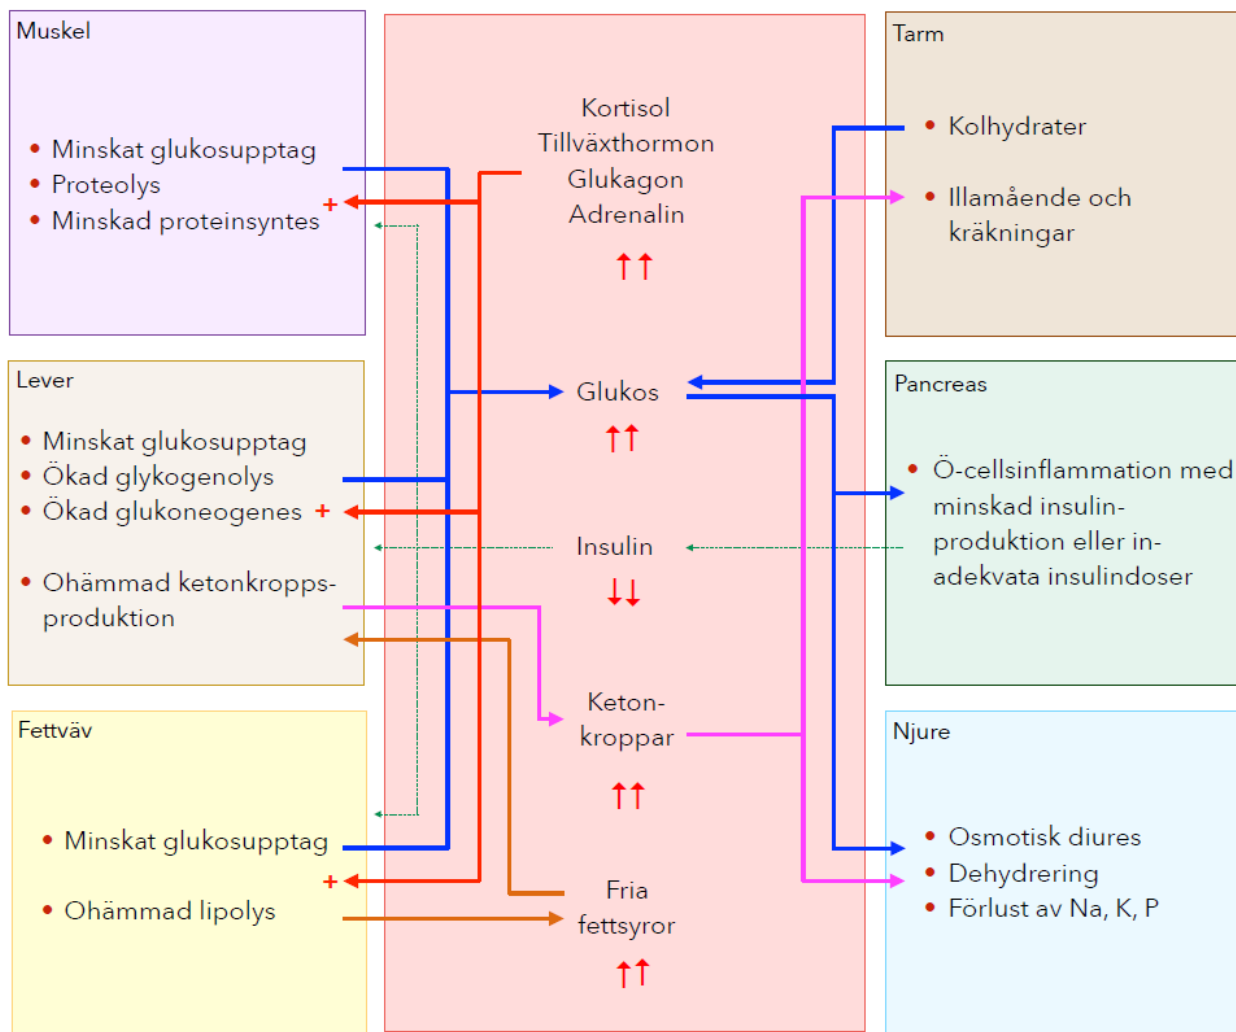 Muskel
• Minskat glukosupptag
• Proteolys
• Minskad proteinsyntes
+
Lever
• Minskat glukosupptag
• Ökad glykogenolys
• Ökad glukoneogenes +
• Ohämmad ketonkropps-
produktion
Fettväv
• Minskat glukosupptag
+
• Ohämmad lipolys
Kortisol
Tillväxthormon
Glukagon
Adrenalin
↑↑
Glukos
↑↑
Insulin
↓↓
Keton-
kroppar
↑↑
Fria
fettsyror
↑↑
Tarm
• Kolhydrater
• Illamående och
kräkningar
Pancreas
• Ö-cellsinflammation med
minskad insulin-
produktion eller in-
adekvata insulindoser
Njure
• Osmotisk diures
• Dehydrering
• Förlust av Na, K, P